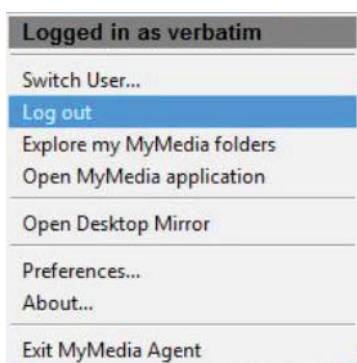 Logged in as verbatim
Switch User...
Log out
Explore my MyMedia folders
Open MyMedia application
Open Desktop Mirror
Preferences...
About...
Exit MyMedia Agent